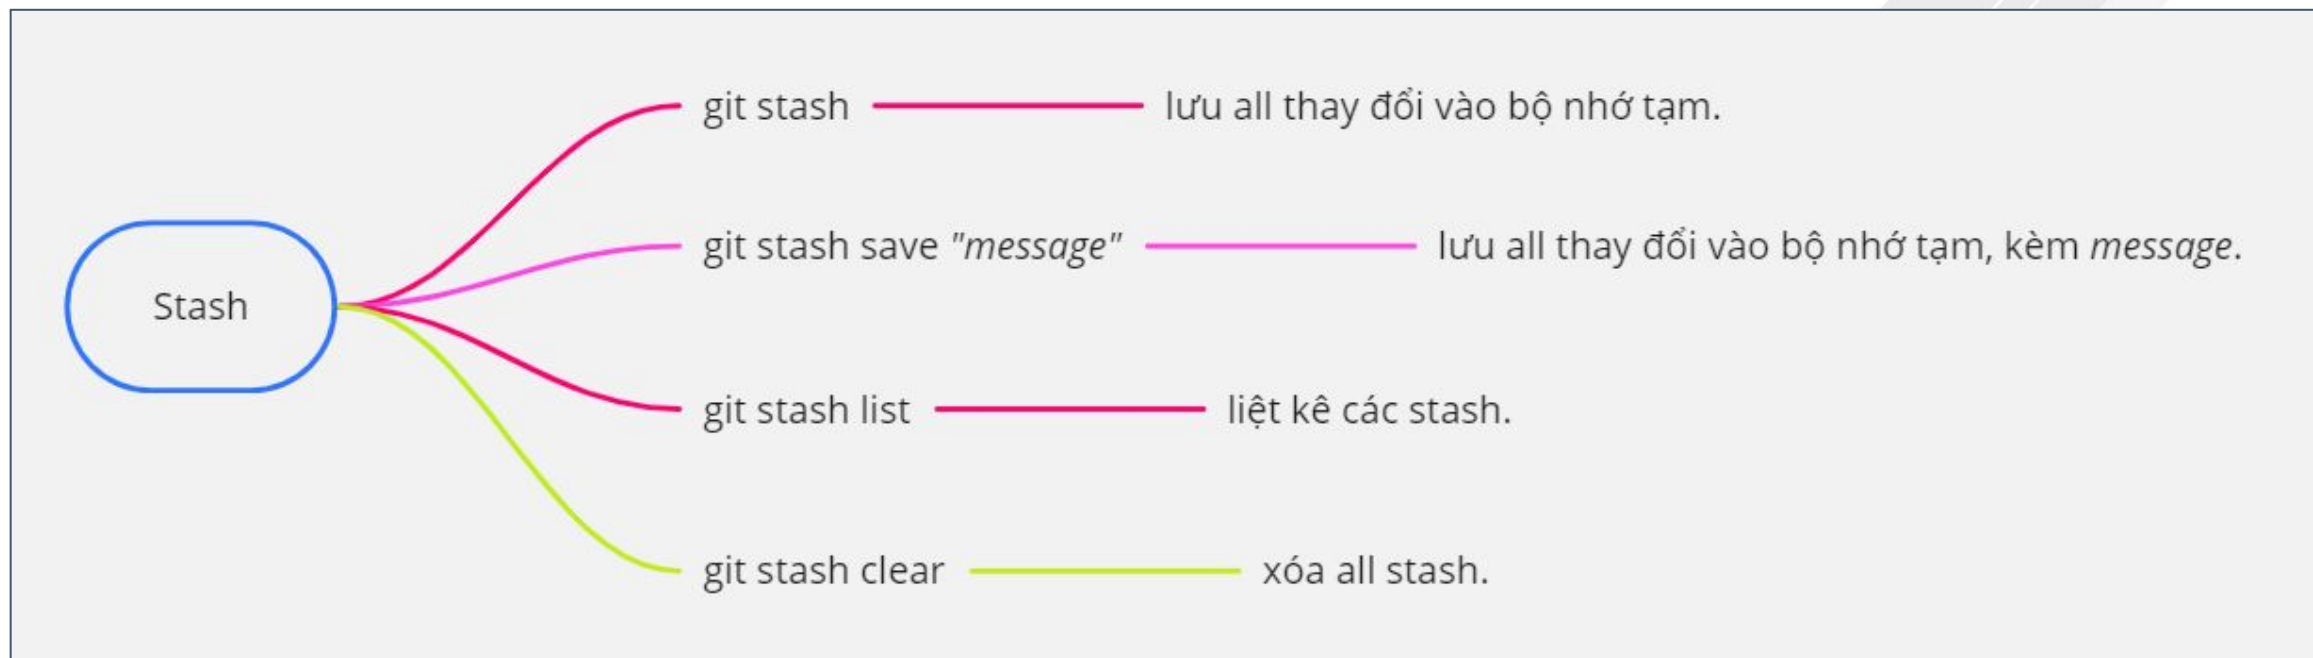 git stash lưu all thay đổi vào bộ nhớ tạm.
git stash save "message" lưu all thay đổi vào bộ nhớ tạm, kèm message.
Stash
git stash list liệt kê các stash.
git stash clear xóa all stash.